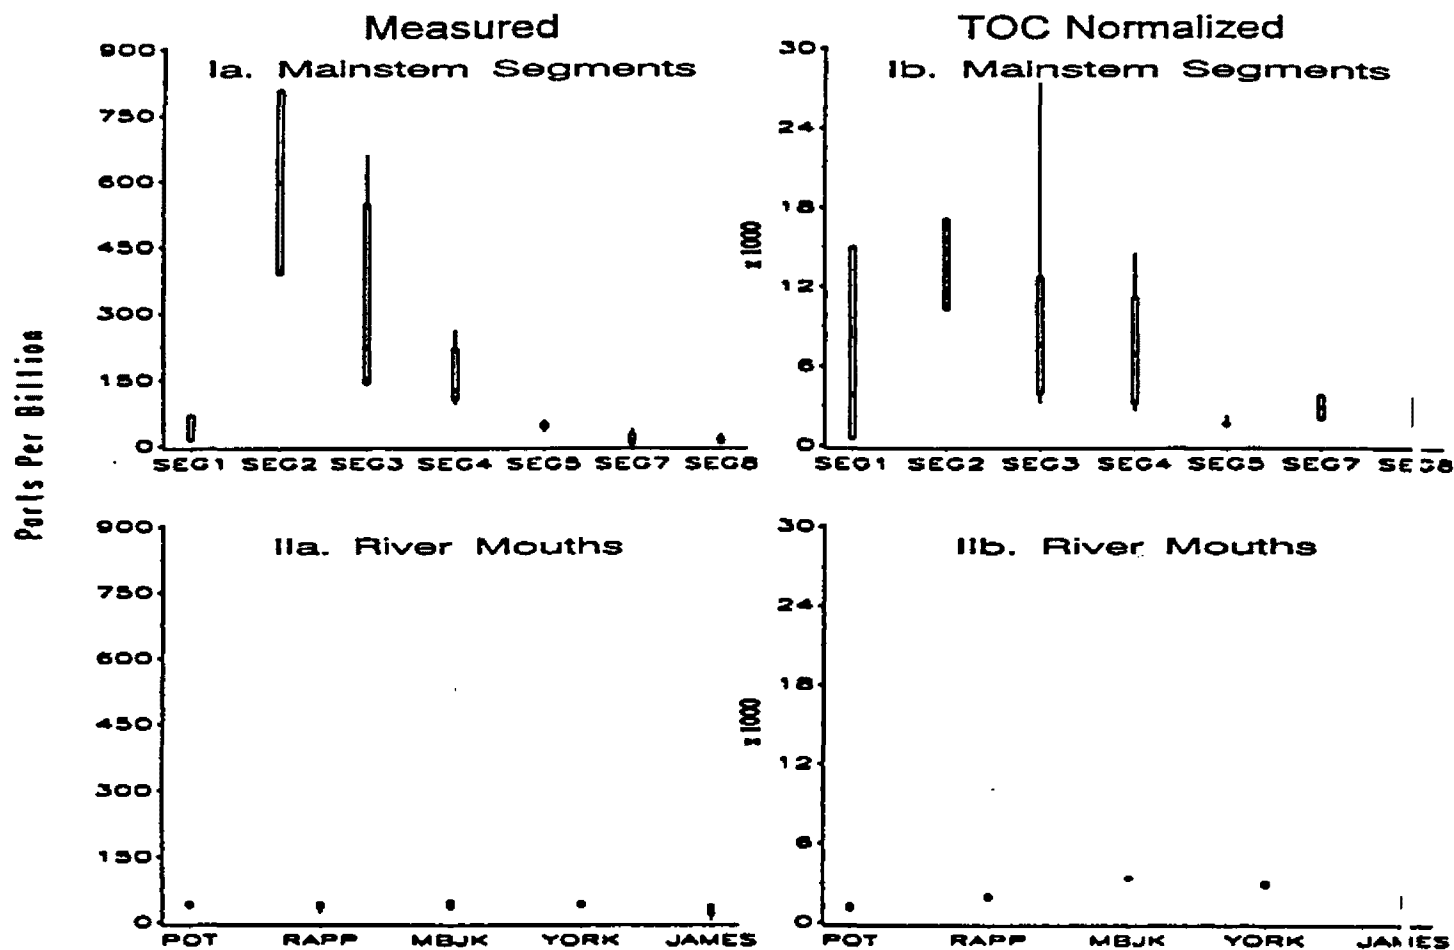 Measured
TOC Normalized
Ia. Mainstem Segments
Ib. Mainstem Segments
Parts Per Billion
900
750
600
450
300
150
0
SEG1 SEG2 SEG3 SEG4 SEG5 SEG7 SEG8
x 1000
30
24
18
12
6
0
SEG1 SEG2 SEG3 SEG4 SEG5 SEG7 SEG8
IIa. River Mouths
900
750
600
450
300
150
0
POT RAPP MBJK YORK JAMES
IIb. River Mouths
x 1000
30
24
18
12
6
0
POT RAPP MBJK YORK JAMES